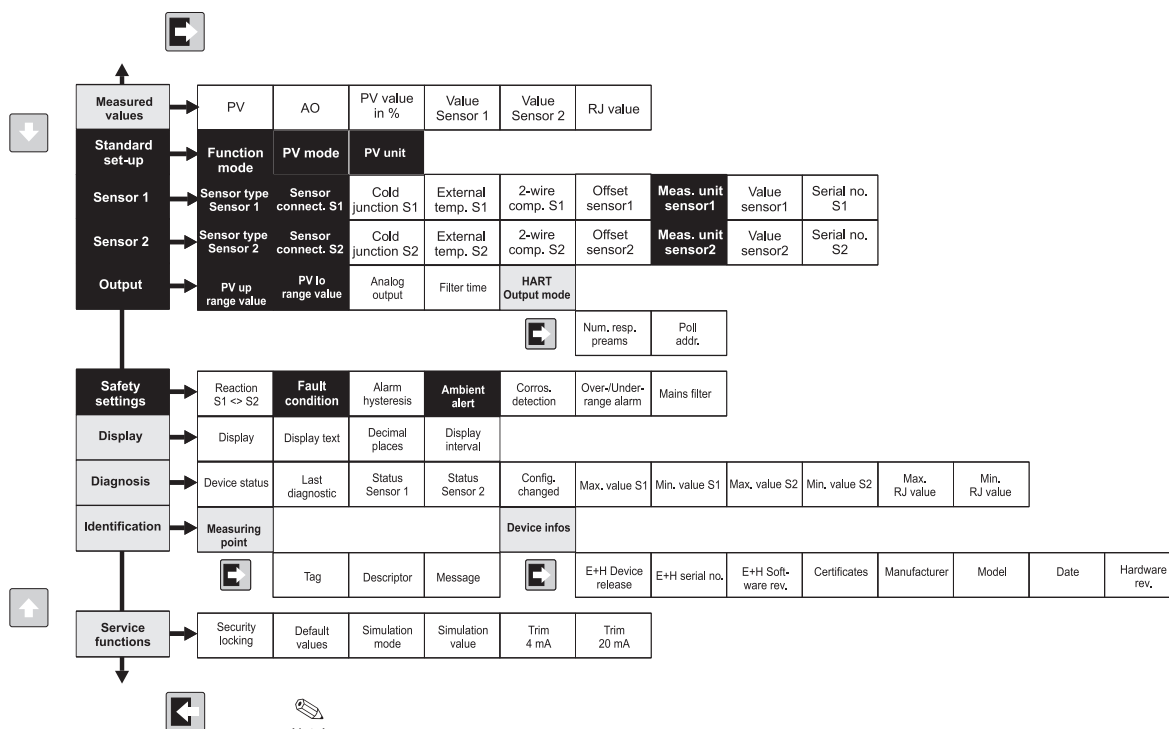 Measured values
PV
AO
PV value in %
Value Sensor 1
Value Sensor 2
RJ value
Standard set-up
Function mode
PV mode
PV unit
Sensor 1
Sensor type Sensor 1
Sensor connect. S1
Cold junction S1
External temp. S1
2-wire comp. S1
Offset sensor1
Meas. unit sensor1
Value sensor1
Serial no. S1
Sensor 2
Sensor type Sensor 2
Sensor connect. S2
Cold junction S2
External temp. S2
2-wire comp. S2
Offset sensor2
Meas. unit sensor2
Value sensor2
Serial no. S2
Output
PV up range value
PV lo range value
Analog output
Filter time
HART Output mode
Num. resp. preams
Poll addr.
Safety settings
Reaction S1 <> S2
Fault condition
Alarm hysteresis
Ambient alert
Corros. detection
Over-/Under-range alarm
Mains filter
Display
Display
Display text
Decimal places
Display interval
Diagnosis
Device status
Last diagnostic
Status Sensor 1
Status Sensor 2
Config. changed
Max. value S1
Min. value S1
Max. value S2
Min. value S2
Max. RJ value
Min. RJ value
Identification
Measuring point
Device infos
Tag
Descriptor
Message
E+H Device release
E+H serial no.
E+H Soft-ware rev.
Certificates
Manufacturer
Model
Date
Hardware rev.
Service functions
Security locking
Default values
Simulation mode
Simulation value
Trim 4 mA
Trim 20 mA